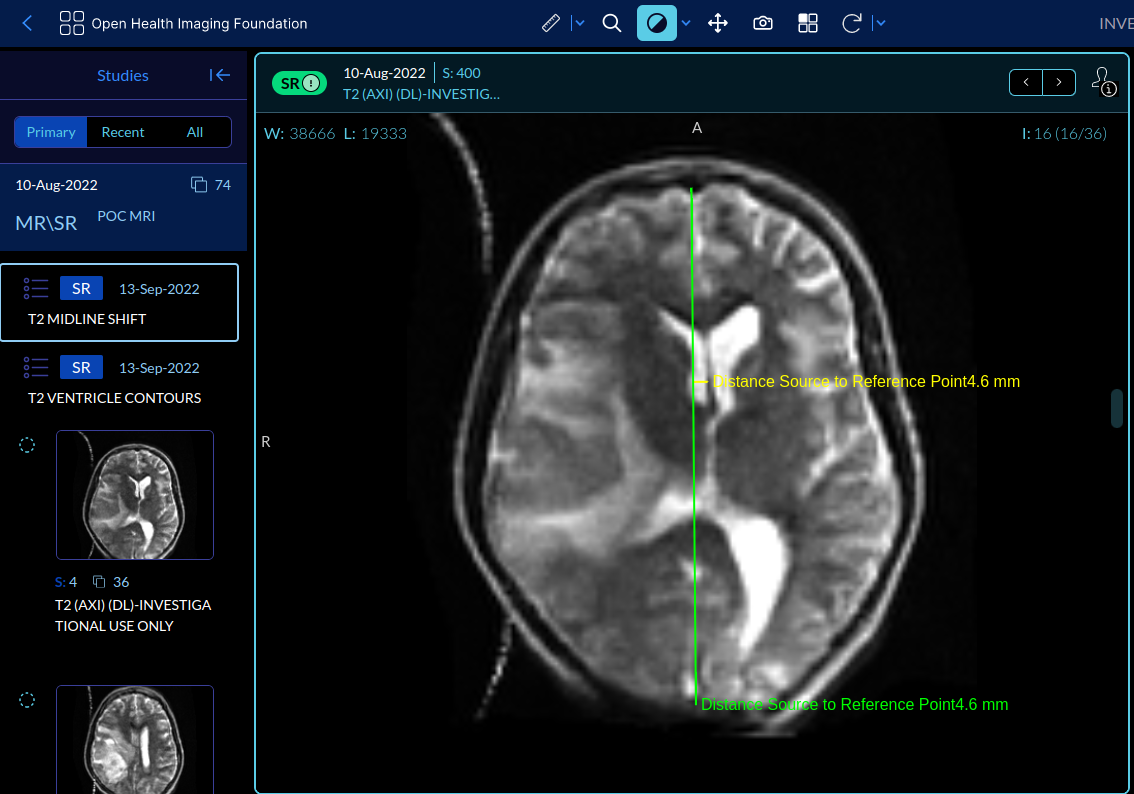 Open Health Imaging Foundation
INVE
Studies
Primary Recent All
10-Aug-2022 74
MR\SR POC MRI
SR 13-Sep-2022
T2 MIDLINE SHIFT
SR 13-Sep-2022
T2 VENTRICLE CONTOURS
S: 4 36
T2 (AXI) (DL)-INVESTIGA
TIONAL USE ONLY
SR 10-Aug-2022 S: 400
T2 (AXI) (DL)-INVESTIG...
W: 38666 L: 19333 A I: 16 (16/36)
Distance Source to Reference Point4.6 mm
R
Distance Source to Reference Point4.6 mm